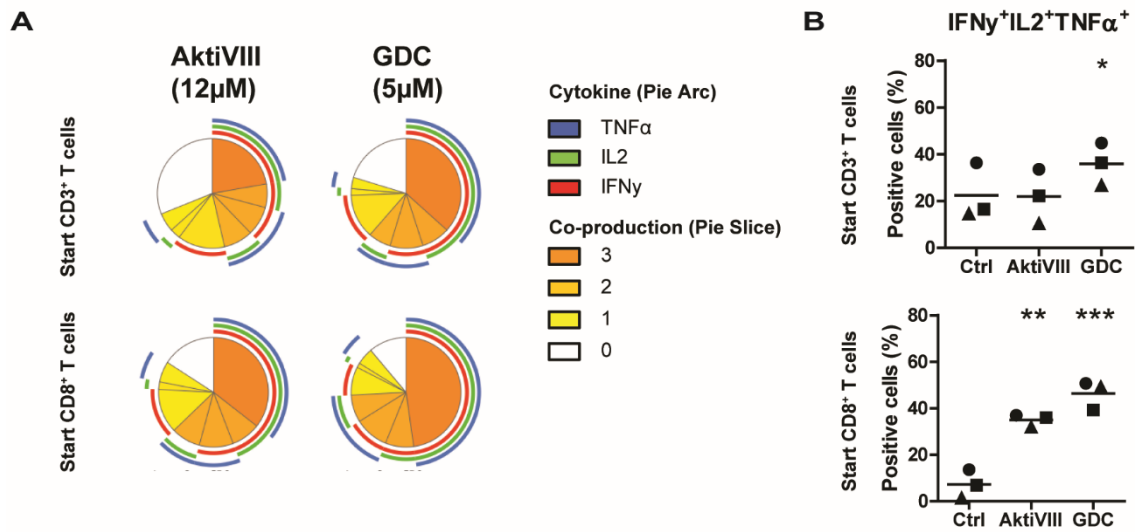 A
AktiVIII
(12µM)
GDC
(5µM)
Start CD3+ T cells
Start CD8+ T cells
Cytokine (Pie Arc)
TNFα
IL2
IFNy
Co-production (Pie Slice)
3
2
1
0
B
IFNy+IL2+TNFα+
Start CD3+ T cells
Positive cells (%)
80
60
40
20
0
*
Ctrl AktiVIII GDC
Start CD8+ T cells
Positive cells (%)
80
60
40
20
0
** ***
Ctrl AktiVIII GDC